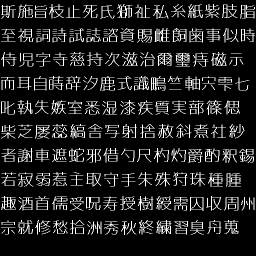 斯施旨枝止死氏獅祉私糸紙紫肢脂
至視詞詩試誌諮資賜雌飼歯事似時
侍児字寺慈持次滋治爾璽痔磁示
而耳自蒔辞汐鹿式識鴫竺軸宍雫七
叱執失嫉室悉湿漆疾質実部篠偲
柴芝屡蕊縞舎写射捨赦斜煮社紗
者謝車遮蛇邪借勺尺杓灼爵酌釈錫
若寂弱惹主取守手朱殊狩珠種腫
趣酒首儒受呪寿授樹綬需囚収周州
宗就修愁拾洲秀秋終繍習臭舟蒐